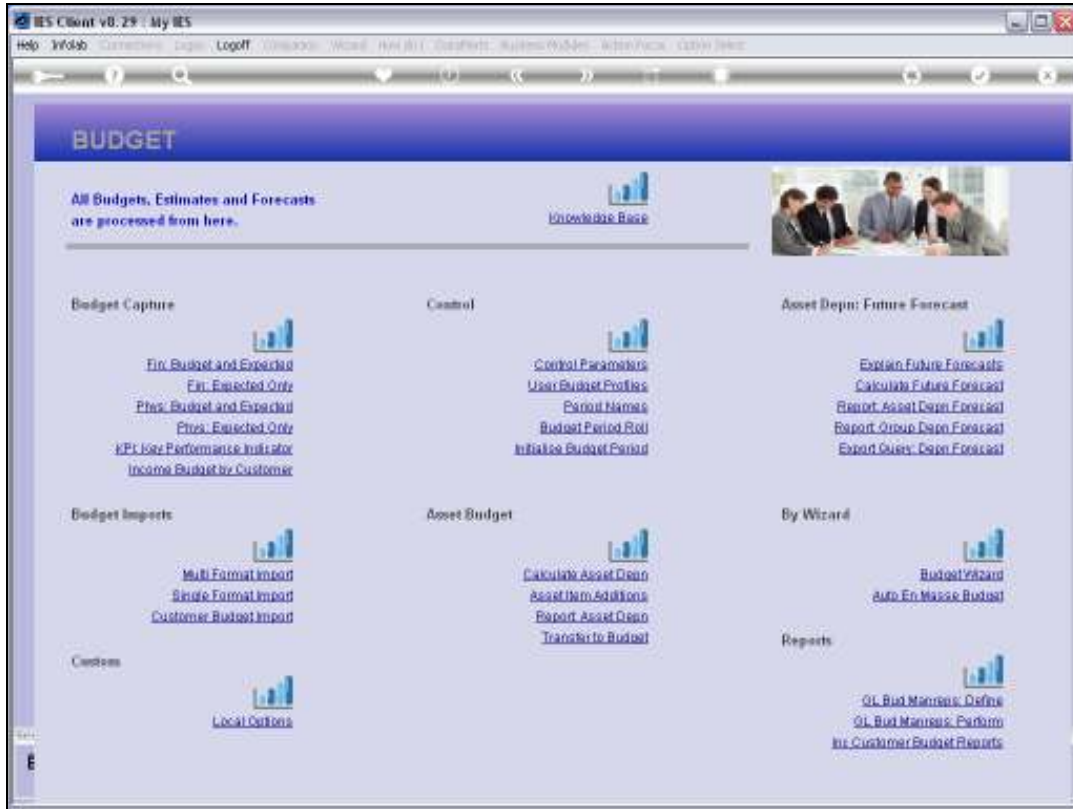 IES Client v8.29 : My IES
Help Infolab Logoff
BUDGET
All Budgets, Estimates and Forecasts
are processed from here.
Knowledge Base
Budget Capture
Fin: Budget and Expected
Fin: Expected Only
Phys: Budget and Expected
Phys: Expected Only
KPI: Key Performance Indicator
Income Budget by Customer
Control
Control Parameters
User Budget Profiles
Period Names
Budget Period Roll
Initialise Budget Period
Asset Depn: Future Forecast
Explain Future Forecasts
Calculate Future Forecast
Report: Asset Depn Forecast
Report: Group Depn Forecast
Export Query: Depn Forecast
Budget Imports
Multi Format Import
Single Format Import
Customer Budget Import
Asset Budget
Calculate Asset Depn
Asset Item Additions
Report Asset Depn
Transfer to Budget
By Wizard
Budget Wizard
Auto En Masse Budget
Custom
Local Options
Reports
GL Bud Manreps: Define
GL Bud Manreps: Perform
Customer Budget Reports